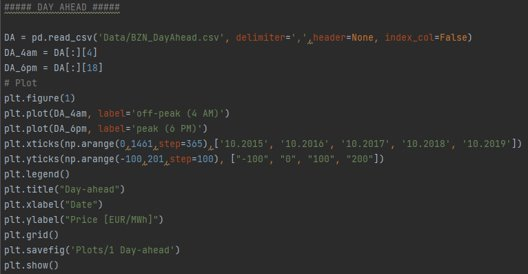 ##### DAY AHEAD #####
DA = pd.read_csv('Data/BZN_DayAhead.csv', delimiter=',',header=None, index_col=False)
DA_4am = DA[:][4]
DA_6pm = DA[:][18]
# Plot
plt.figure(1)
plt.plot(DA_4am, label='off-peak (4 AM)')
plt.plot(DA_6pm, label='peak (6 PM)')
plt.xticks(np.arange(0,1461,step=365),['10.2015', '10.2016', '10.2017', '10.2018', '10.2019'])
plt.yticks(np.arange(-100,201,step=100), ["-100", "0", "100", "200"])
plt.legend()
plt.title("Day-ahead")
plt.xlabel("Date")
plt.ylabel("Price [EUR/MWh]")
plt.grid()
plt.savefig('Plots/1 Day-ahead')
plt.show()